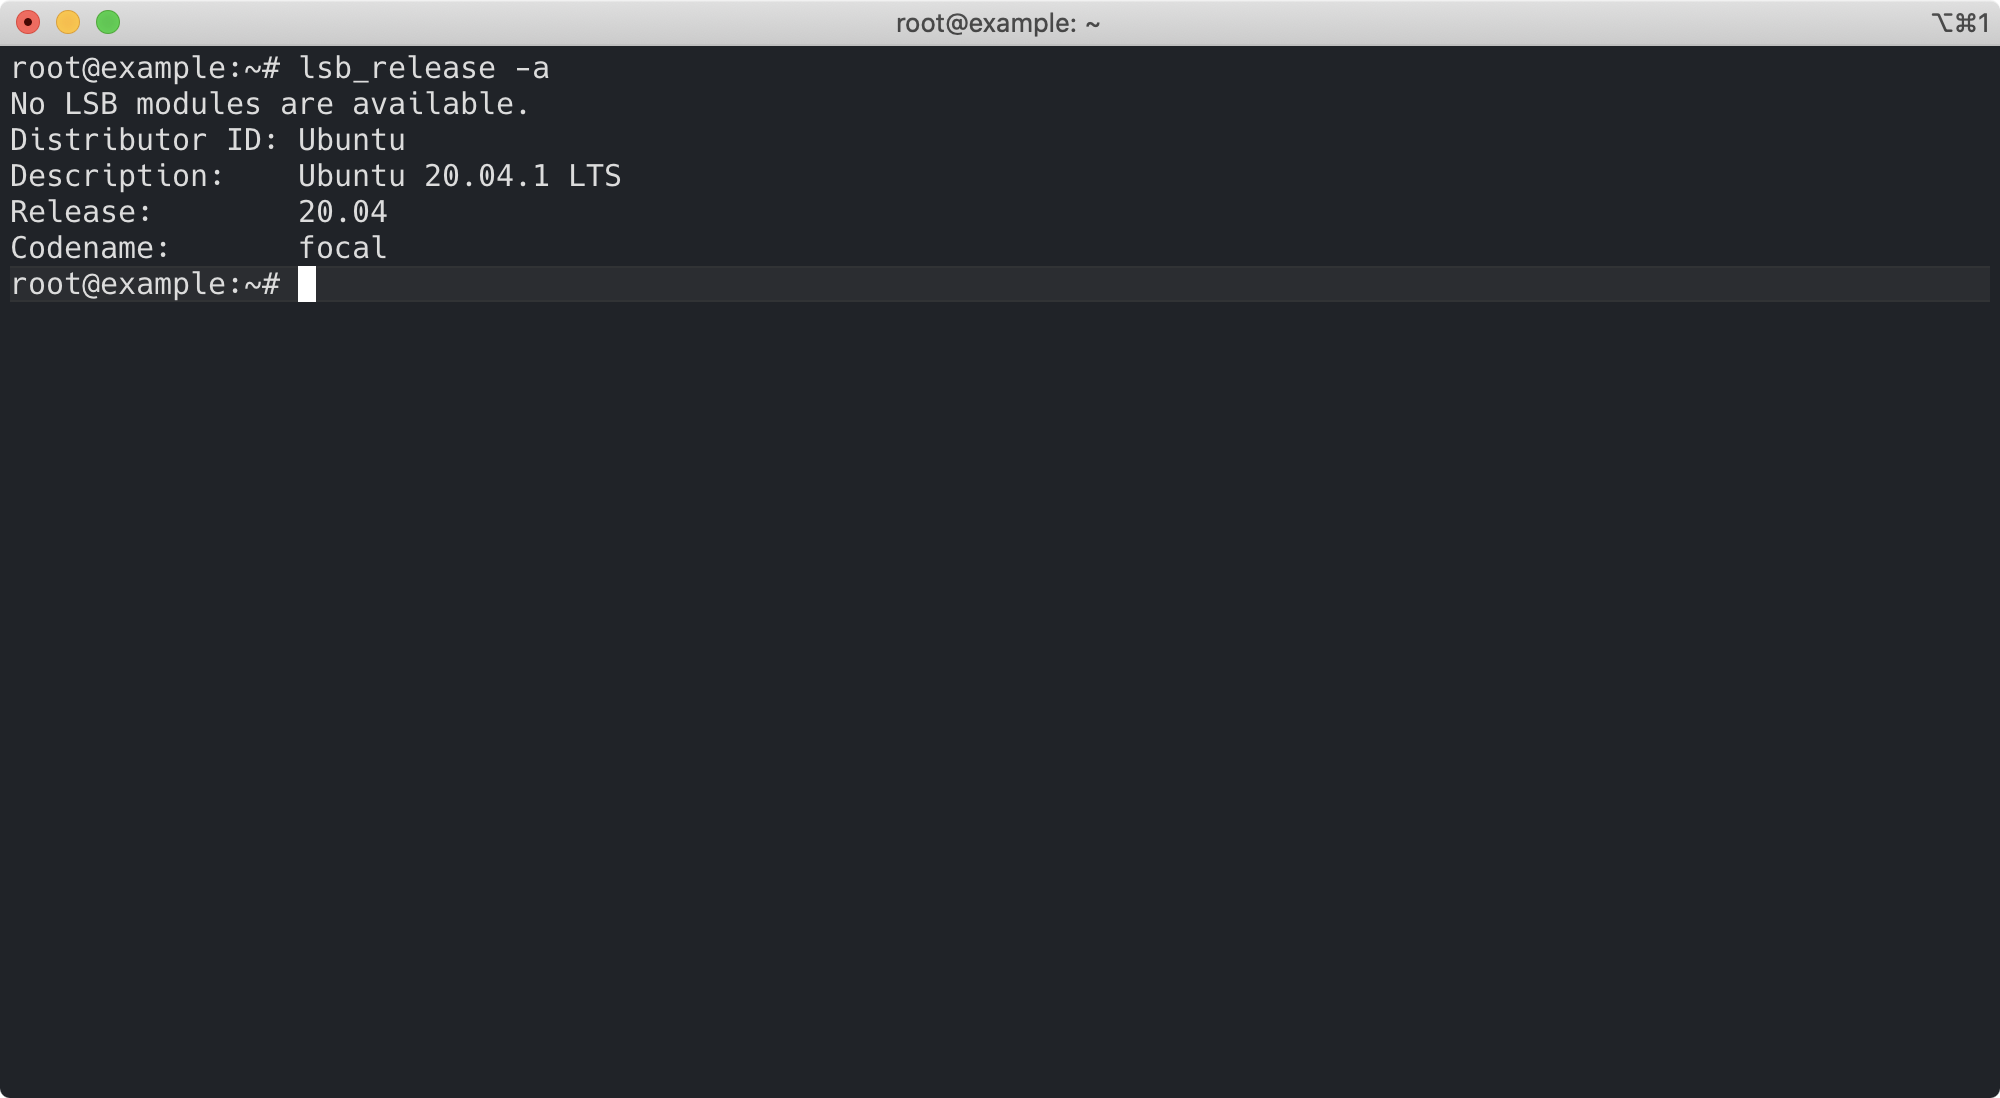 root@example: ~
⌥⌘1
root@example:~# lsb_release -a
No LSB modules are available.
Distributor ID: Ubuntu
Description:    Ubuntu 20.04.1 LTS
Release:        20.04
Codename:       focal
root@example:~#